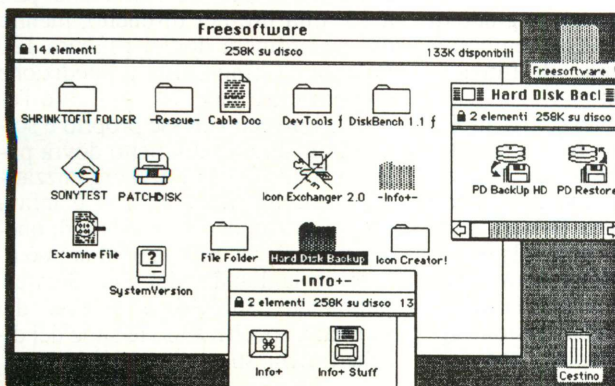 Freesoftware
14 elementi 258K su disco 133K disponibili
SHRINKTOFIT FOLDER -Rescue- Cable Doc DevTools ƒ DiskBench 1.1 ƒ
SONYTEST PATCHDISK Icon Exchanger 2.0 -Info+-
Examine File SystemVersion File Folder Hard Disk Backup Icon Creator!
Freesoftware
Hard Disk Bacl
2 elementi 258K su disco
PD BackUp HD PD Restore
-Info+-
2 elementi 258K su disco 13
Info+ Info+ Stuff
Cestino